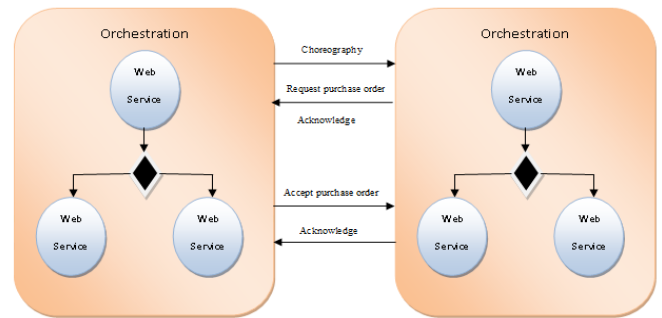 Orchestration
Web
Service
Web
Service
Web
Service
Choreography
Request purchase order
Acknowledge
Accept purchase order
Acknowledge
Orchestration
Web
Service
Web
Service
Web
Service